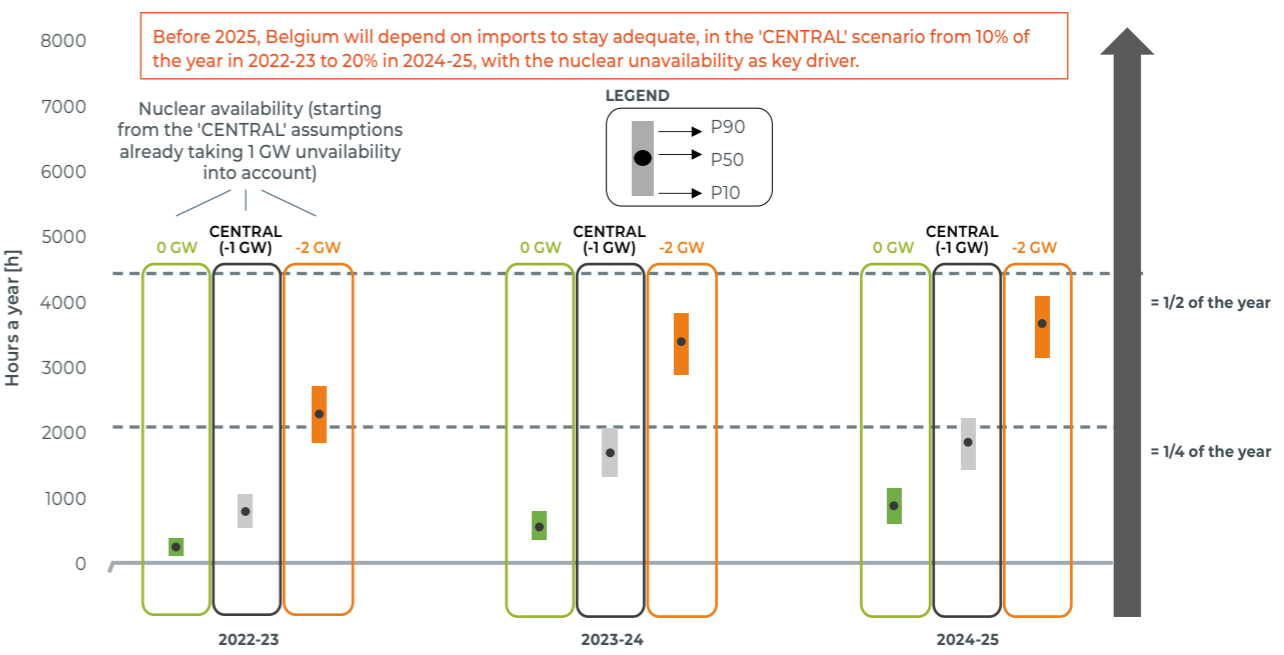 Before 2025, Belgium will depend on imports to stay adequate, in the 'CENTRAL' scenario from 10% of
the year in 2022-23 to 20% in 2024-25, with the nuclear unavailability as key driver.
Nuclear availability (starting
from the 'CENTRAL' assumptions
already taking 1 GW unvailability
into account)
LEGEND
P90
P50
P10
Hours a year [h]
8000
7000
6000
5000
4000
3000
2000
1000
0
0 GW
CENTRAL
(-1 GW)
-2 GW
0 GW
CENTRAL
(-1 GW)
-2 GW
0 GW
CENTRAL
(-1 GW)
-2 GW
= 1/2 of the year
= 1/4 of the year
2022-23
2023-24
2024-25